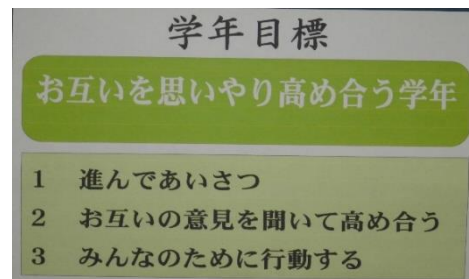 学年目標
お互いを思いやり高め合う学年
1 進んであいさつ
2 お互いの意見を聞いて高め合う
3 みんなのために行動する